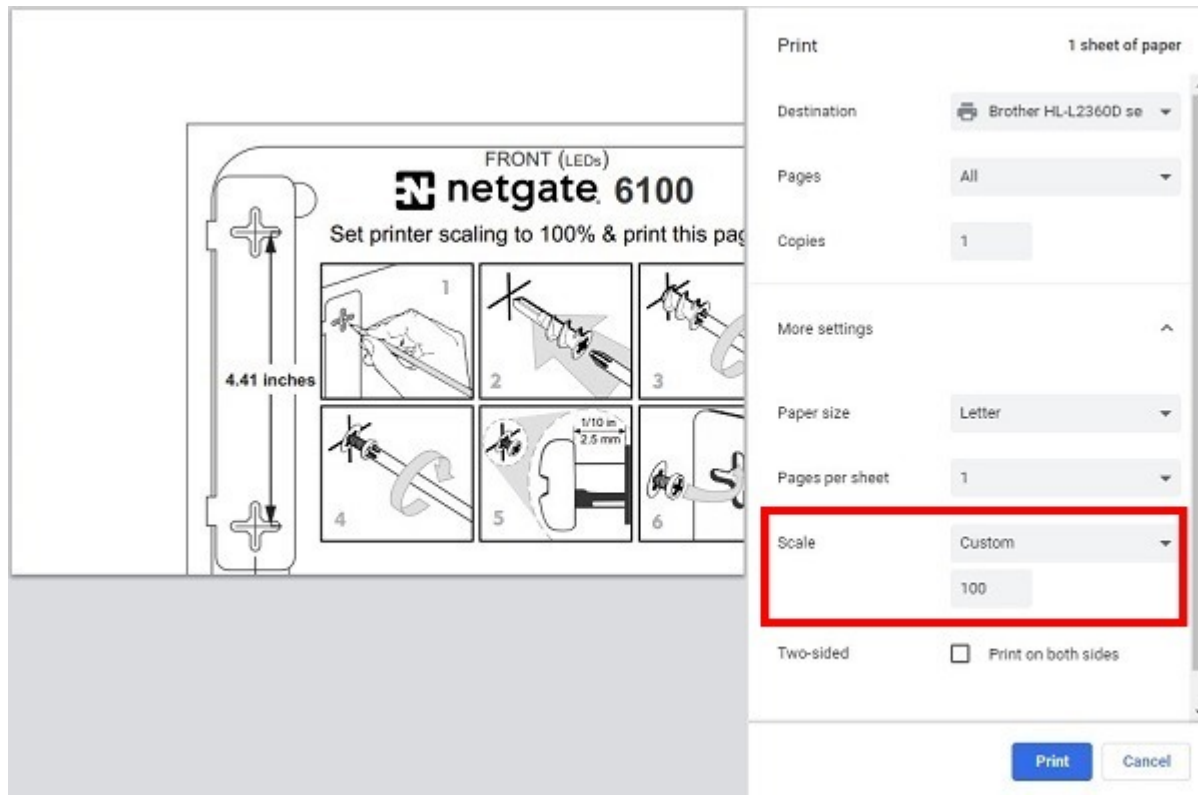 FRONT (LEDs)
netgate 6100
Set printer scaling to 100% & print this pag
1
2
3
4.41 inches
1/10 in
2.5 mm
4
5
6
Print
1 sheet of paper
Destination
Brother HL-L2360D se
Pages
All
Copies
1
More settings
Paper size
Letter
Pages per sheet
1
Scale
Custom
100
Two-sided
Print on both sides
Print
Cancel